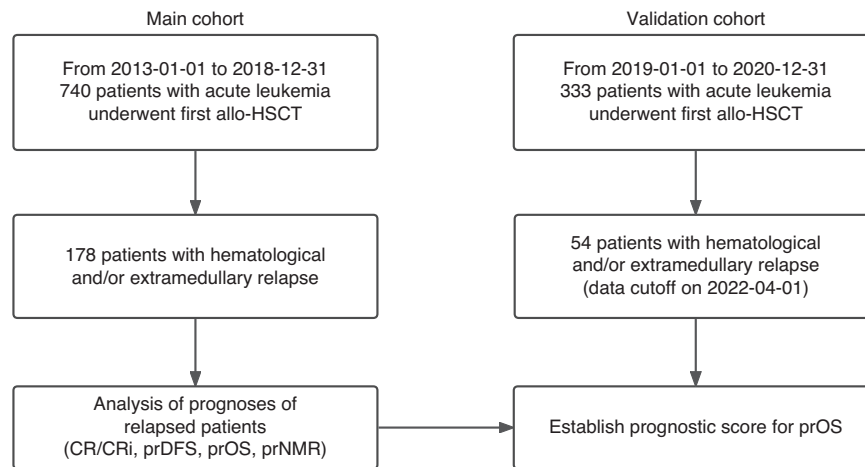 Main cohort
From 2013-01-01 to 2018-12-31
740 patients with acute leukemia
underwent first allo-HSCT
178 patients with hematological
and/or extramedullary relapse
Analysis of prognoses of
relapsed patients
(CR/CRi, prDFS, prOS, prNMR)
Validation cohort
From 2019-01-01 to 2020-12-31
333 patients with acute leukemia
underwent first allo-HSCT
54 patients with hematological
and/or extramedullary relapse
(data cutoff on 2022-04-01)
Establish prognostic score for prOS